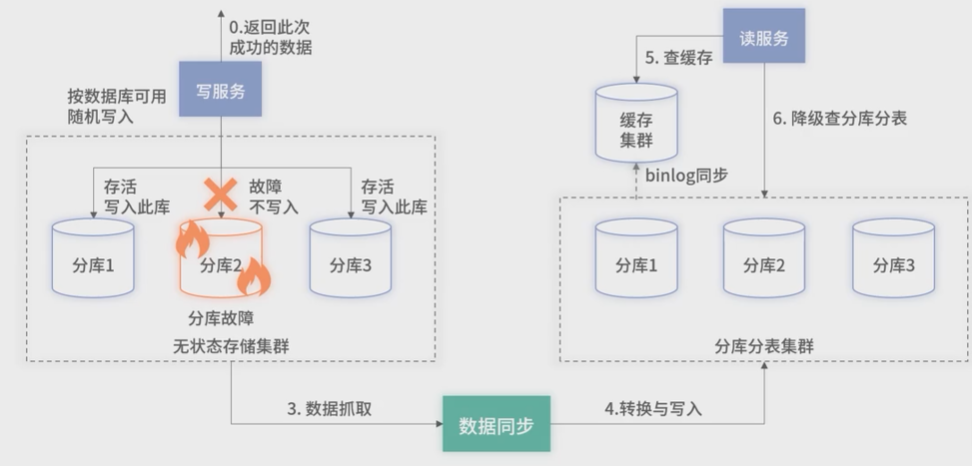 0.返回此次
成功的数据
写服务
按数据库可用
随机写入
存活
写入此库
故障
不写入
存活
写入此库
分库1
分库2
分库3
分库故障
无状态存储集群
3. 数据抓取
数据同步
4.转换与写入
读服务
5. 查缓存
缓存
集群
6. 降级查分库分表
binlog同步
分库1
分库2
分库3
分库分表集群